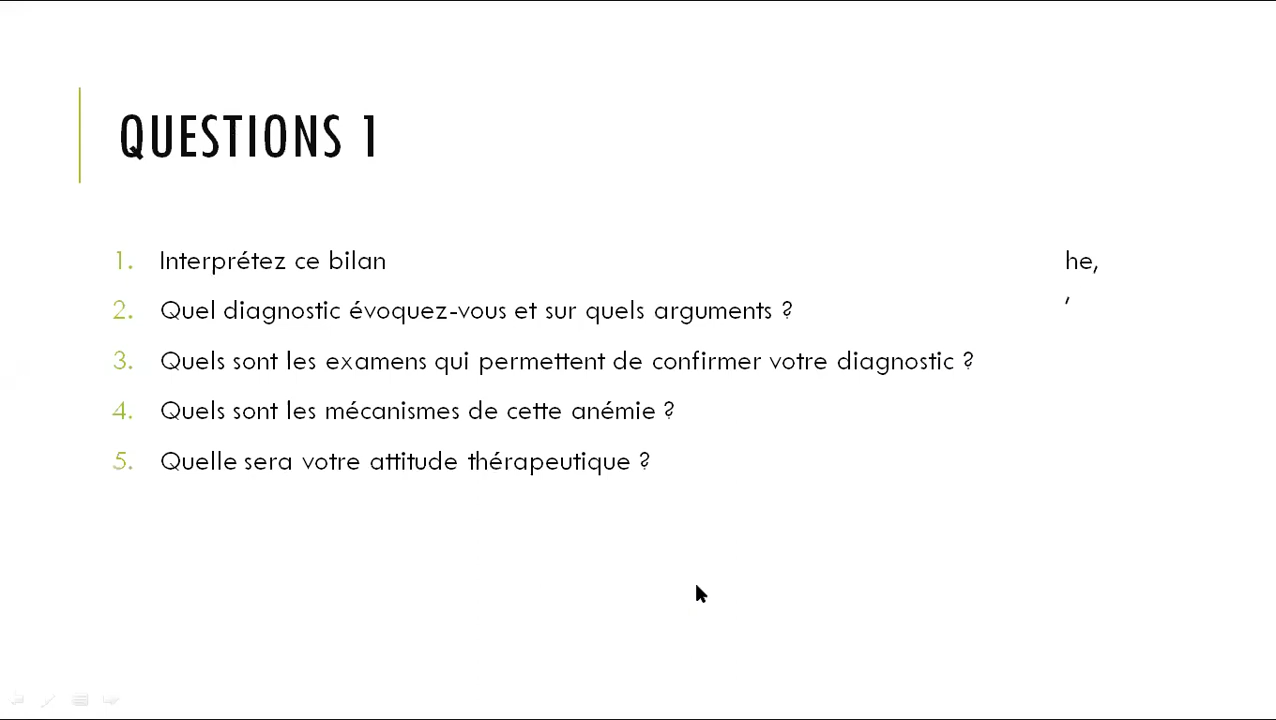 QUESTIONS 1
1. Interprétez ce bilan
he,
2. Quel diagnostic évoquez-vous et sur quels arguments ?
,
3. Quels sont les examens qui permettent de confirmer votre diagnostic ?
4. Quels sont les mécanismes de cette anémie ?
5. Quelle sera votre attitude thérapeutique ?